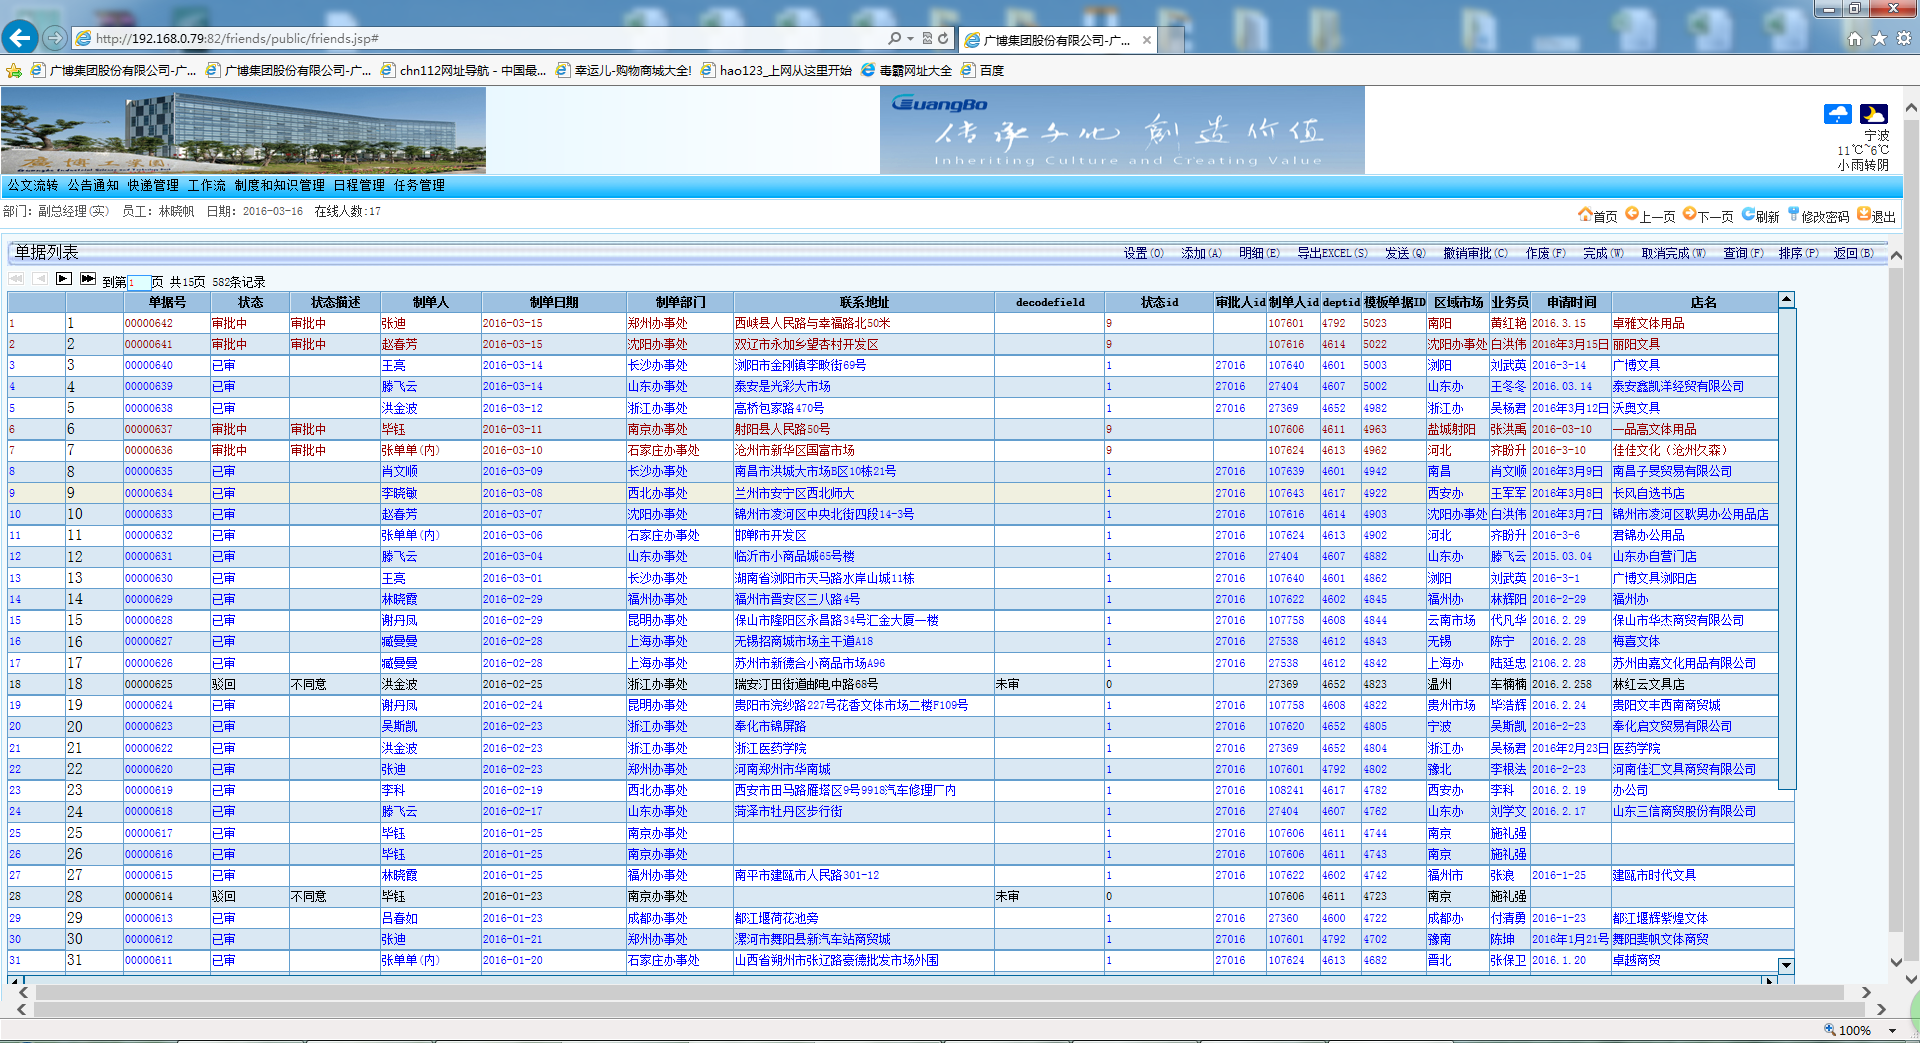 http://192.168.0.79:82/friends/public/friends.jsp#
广博集团股份有限公司-广...
广博集团股份有限公司-广... 广博集团股份有限公司-广... chn112网址导航 - 中国最... 幸运儿-购物商城大全! hao123_上网从这里开始 毒霸网址大全 百度
GuangBo
传承文化 創造价值
Inheriting Culture and Creating Value
宁波
11℃~6℃
小雨转阴
公文流转 公告通知 快递管理 工作流 制度和知识管理 日程管理 任务管理
部门: 副总经理(实) 员工: 林晓帆 日期: 2016-03-16 在线人数:17
首页 上一页 下一页 刷新 修改密码 退出
单据列表
设置(O) 添加(A) 明细(E) 导出EXCEL(S) 发送(Q) 撤销审批(C) 作废(F) 完成(W) 取消完成(W) 查询(F) 排序(P) 返回(B)
到第1页 共15页 582条记录
单据号 状态 状态描述 制单人 制单日期 制单部门 联系地址 decodefield 状态id 审批人id 制单人id deptid 模板单据ID 区域市场 业务员 申请时间 店名
1 1 00000642 审批中 审批中 张迪 2016-03-15 郑州办事处 西峡县人民路与幸福路北50米 9 107601 4792 5023 南阳 黄红艳 2016.3.15 卓雅文体用品
2 2 00000641 审批中 审批中 赵春芳 2016-03-15 沈阳办事处 双辽市永加乡望杏村开发区 9 107616 4614 5022 沈阳办事处 白洪伟 2016年3月15日 丽阳文具
3 3 00000640 已审 王亮 2016-03-14 长沙办事处 浏阳市金刚镇李畋街69号 1 27016 107640 4601 5003 浏阳 刘武英 2016-3-14 广博文具
4 4 00000639 已审 滕飞云 2016-03-14 山东办事处 泰安是光彩大市场 1 27016 27404 4607 5002 山东办 王冬冬 2016.03.14 泰安鑫凯洋经贸有限公司
5 5 00000638 已审 洪金波 2016-03-12 浙江办事处 高桥包家路470号 1 27016 27369 4652 4982 浙江办 吴杨君 2016年3月12日 沃奥文具
6 6 00000637 审批中 审批中 毕钰 2016-03-11 南京办事处 射阳县人民路50号 9 107606 4611 4963 盐城射阳 张洪禹 2016-03-10 一品高文体用品
7 7 00000636 审批中 审批中 张单单(内) 2016-03-10 石家庄办事处 沧州市新华区国富市场 9 107624 4613 4962 河北 齐盼升 2016-3-10 佳佳文化（沧州欠森）
8 8 00000635 已审 肖文顺 2016-03-09 长沙办事处 南昌市洪城大市场B区10栋21号 1 27016 107639 4601 4942 南昌 肖文顺 2016年3月9日 南昌子旻贸易有限公司
9 9 00000634 已审 李晓敏 2016-03-08 西北办事处 兰州市安宁区西北师大 1 27016 107643 4617 4922 西安办 王军军 2016年3月8日 长风自选书店
10 10 00000633 已审 赵春芳 2016-03-07 沈阳办事处 锦州市凌河区中央北街四段14-3号 1 27016 107616 4614 4903 沈阳办事处 白洪伟 2016年3月7日 锦州市凌河区耿男办公用品店
11 11 00000632 已审 张单单(内) 2016-03-06 石家庄办事处 邯郸市开发区 1 27016 107624 4613 4902 河北 齐盼升 2016-3-6 君锦办公用品
12 12 00000631 已审 滕飞云 2016-03-04 山东办事处 临沂市小商品城65号楼 1 27016 27404 4607 4882 山东办 滕飞云 2015.03.04 山东办自营门店
13 13 00000630 已审 王亮 2016-03-01 长沙办事处 湖南省浏阳市天马路水岸山城11栋 1 27016 107640 4601 4862 浏阳 刘武英 2016-3-1 广博文具浏阳店
14 14 00000629 已审 林晓霞 2016-02-29 福州办事处 福州市晋安区三八路4号 1 27016 107622 4602 4845 福州办 林辉阳 2016-2-29 福州办
15 15 00000628 已审 谢丹凤 2016-02-29 昆明办事处 保山市隆阳区永昌路34号汇金大厦一楼 1 27016 107758 4608 4844 云南市场 代凡华 2016.2.29 保山市华杰商贸有限公司
16 16 00000627 已审 臧曼曼 2016-02-28 上海办事处 无锡招商城市场主干道A18 1 27016 27538 4612 4843 无锡 陈宁 2016.2.28 梅喜文体
17 17 00000626 已审 臧曼曼 2016-02-28 上海办事处 苏州市新德合小商品市场A96 1 27016 27538 4612 4842 上海办 陆廷忠 2106.2.28 苏州由嘉文化用品有限公司
18 18 00000625 驳回 不同意 洪金波 2016-02-25 浙江办事处 瑞安汀田街道邮电中路68号 未审 0 27369 4652 4823 温州 车楠楠 2016.2.258 林红云文具店
19 19 00000624 已审 谢丹凤 2016-02-24 昆明办事处 贵阳市浣纱路227号花香文体市场二楼F109号 1 27016 107758 4608 4822 贵州市场 毕浩辉 2016.2.24 贵阳文丰西南商贸城
20 20 00000623 已审 吴斯凯 2016-02-23 浙江办事处 奉化市锦屏路 1 27016 107620 4652 4805 宁波 吴斯凯 2016-2-23 奉化启文贸易有限公司
21 21 00000622 已审 洪金波 2016-02-23 浙江办事处 浙江医药学院 1 27016 27369 4652 4804 浙江办 吴杨君 2016年2月23日 医药学院
22 22 00000620 已审 张迪 2016-02-23 郑州办事处 河南郑州市华南城 1 27016 107601 4792 4802 豫北 李根法 2016-2-23 河南佳汇文具商贸有限公司
23 23 00000619 已审 李科 2016-02-19 西北办事处 西安市田马路雁塔区9号9918汽车修理厂内 1 27016 108241 4617 4782 西安办 李科 2016.2.19 办公司
24 24 00000618 已审 滕飞云 2016-02-17 山东办事处 菏泽市牡丹区步行街 1 27016 27404 4607 4762 山东办 刘学文 2016.2.17 山东三信商贸股份有限公司
25 25 00000617 已审 毕钰 2016-01-25 南京办事处 1 27016 107606 4611 4744 南京 施礼强
26 26 00000616 已审 毕钰 2016-01-25 南京办事处 1 27016 107606 4611 4743 南京 施礼强
27 27 00000615 已审 林晓霞 2016-01-25 福州办事处 南平市建瓯市人民路301-12 1 27016 107622 4602 4742 福州市 张浪 2016-1-25 建瓯市时代文具
28 28 00000614 驳回 不同意 毕钰 2016-01-23 南京办事处 未审 0 107606 4611 4723 南京 施礼强
29 29 00000613 已审 吕春如 2016-01-23 成都办事处 都江堰荷花池旁 1 27016 27360 4600 4722 成都办 付清勇 2016-1-23 都江堰辉紫煌文体
30 30 00000612 已审 张迪 2016-01-21 郑州办事处 漯河市舞阳县新汽车站商贸城 1 27016 107601 4792 4702 豫南 陈坤 2016年1月21号 舞阳斐帆文体商贸
31 31 00000611 已审 张单单(内) 2016-01-20 石家庄办事处 山西省朔州市张辽路豪德批发市场外围 1 27016 107624 4613 4682 晋北 张保卫 2016.1.20 卓越商贸
100%